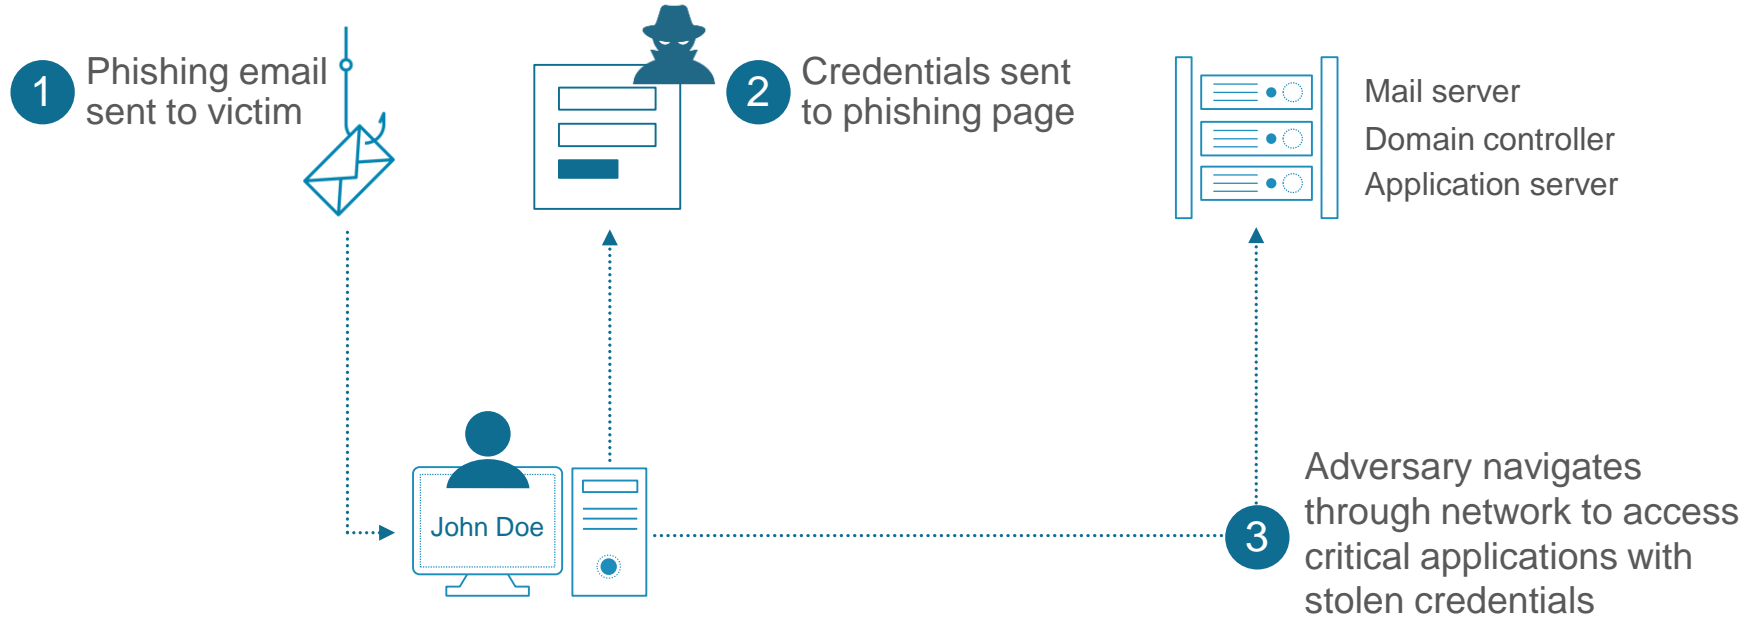 1
Phishing email
sent to victim
2
Credentials sent
to phishing page
Mail server
Domain controller
Application server
John Doe
3
Adversary navigates
through network to access
critical applications with
stolen credentials